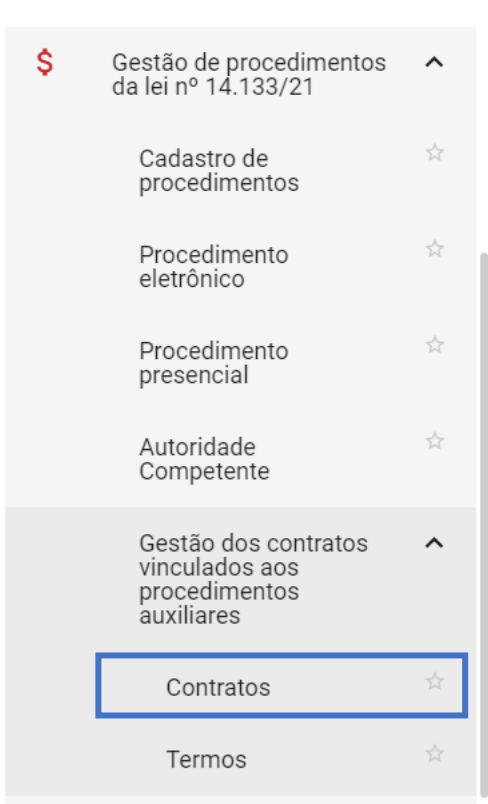 $ Gestão de procedimentos
da lei nº 14.133/21
Cadastro de
procedimentos
Procedimento
eletrônico
Procedimento
presencial
Autoridade
Competente
Gestão dos contratos
vinculados aos
procedimentos
auxiliares
Contratos
Termos